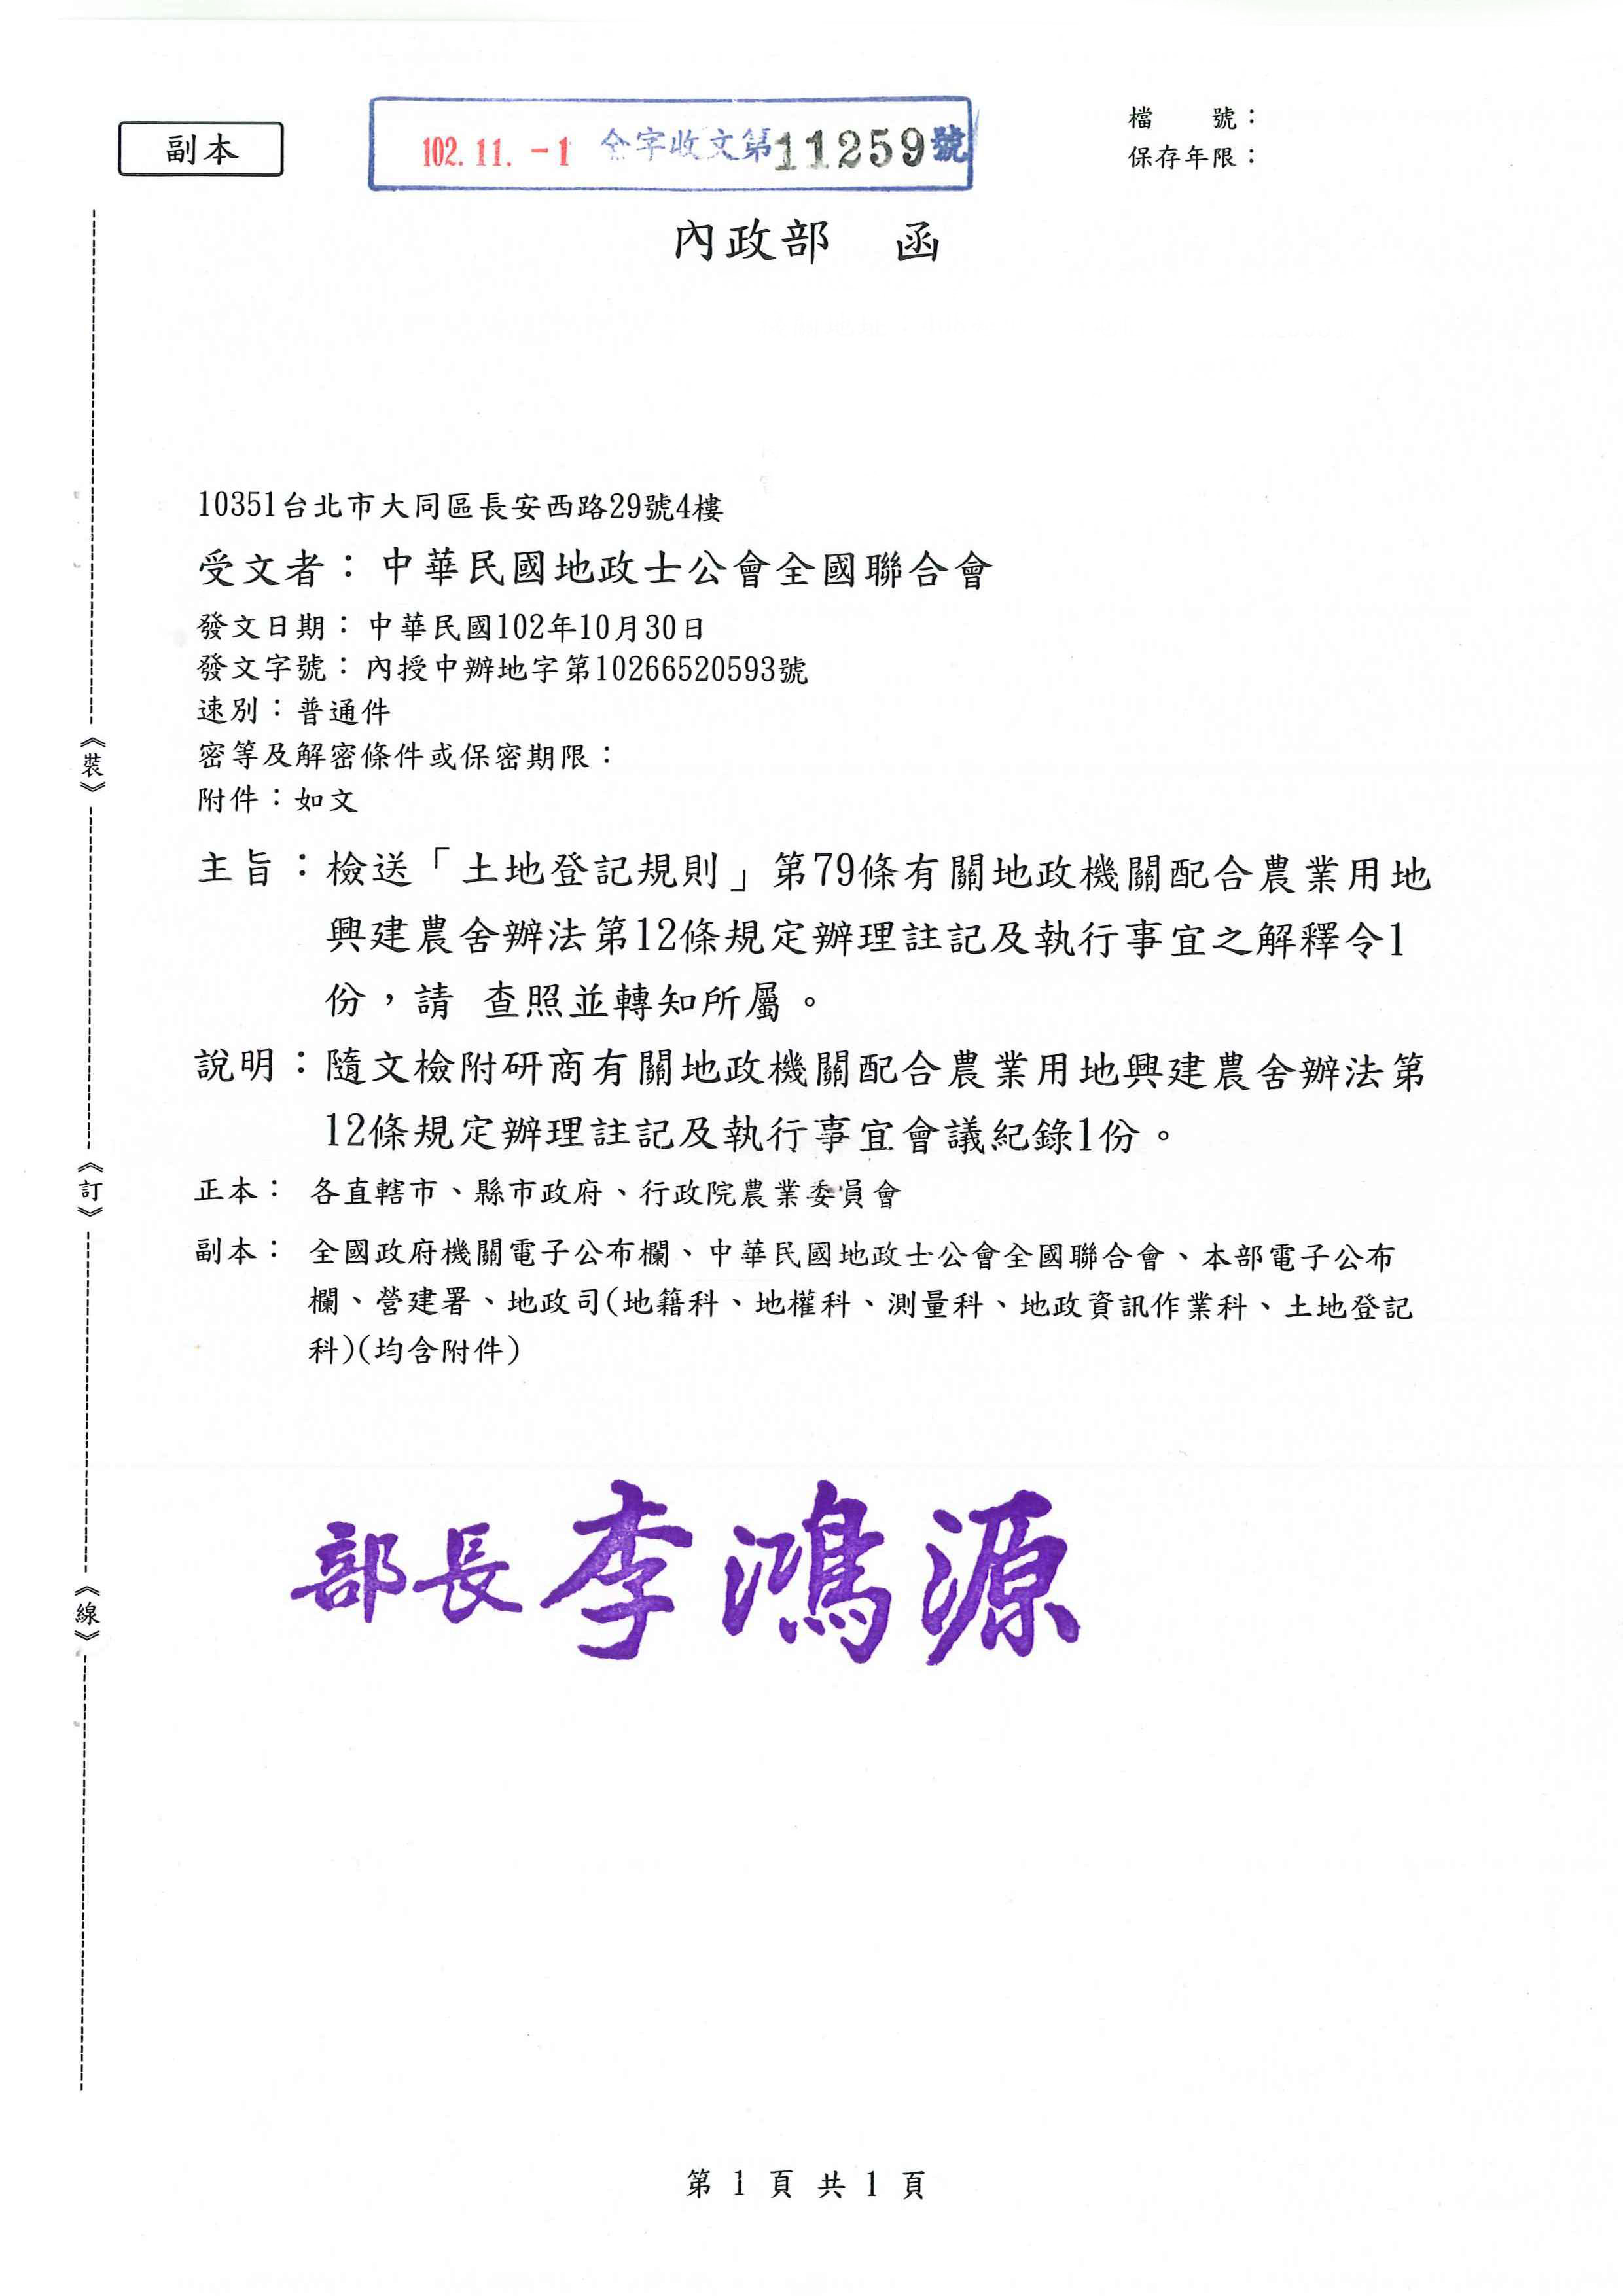 副本
102.11.-1 全字收文第11259號
檔　　號：
保存年限：
內政部　函
10351台北市大同區長安西路29號4樓
受文者：中華民國地政士公會全國聯合會
發文日期：中華民國102年10月30日
發文字號：內授中辦地字第10266520593號
速別：普通件
密等及解密條件或保密期限：
附件：如文
主旨：檢送「土地登記規則」第79條有關地政機關配合農業用地
興建農舍辦法第12條規定辦理註記及執行事宜之解釋令1
份，請 查照並轉知所屬。
說明：隨文檢附研商有關地政機關配合農業用地興建農舍辦法第
12條規定辦理註記及執行事宜會議紀錄1份。
正本：各直轄市、縣市政府、行政院農業委員會
副本：全國政府機關電子公布欄、中華民國地政士公會全國聯合會、本部電子公布
欄、營建署、地政司(地籍科、地權科、測量科、地政資訊作業科、土地登記
科)(均含附件)
部長李鴻源
《裝》
《訂》
《線》
第 1 頁 共 1 頁